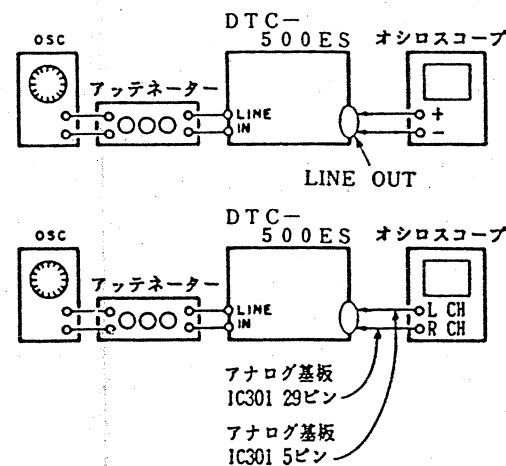 DTC-
500ES
OSC
オシロスコープ
アッテネーター
LINE
IN
+
-
LINE OUT
DTC-
500ES
OSC
オシロスコープ
アッテネーター
LINE
IN
L CH
R CH
アナログ基板
IC301 29ピン
アナログ基板
IC301 5ピン